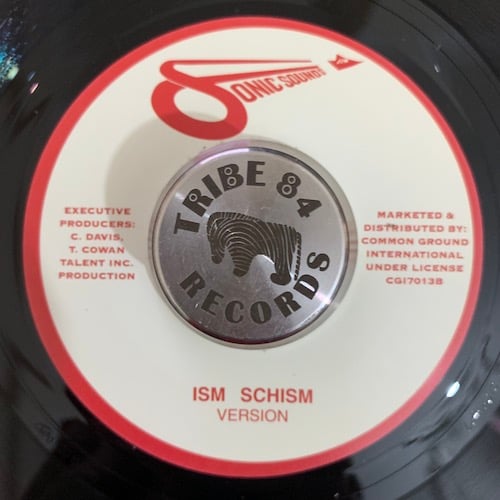 SONIC SOUNDS
TRIBE 84
RECORDS
EXECUTIVE
PRODUCERS:
C. DAVIS,
T. COWAN
TALENT INC.
PRODUCTION
MARKETED &
DISTRIBUTED BY:
COMMON GROUND
INTERNATIONAL
UNDER LICENSE
CGI7013B
ISM SCHISM
VERSION